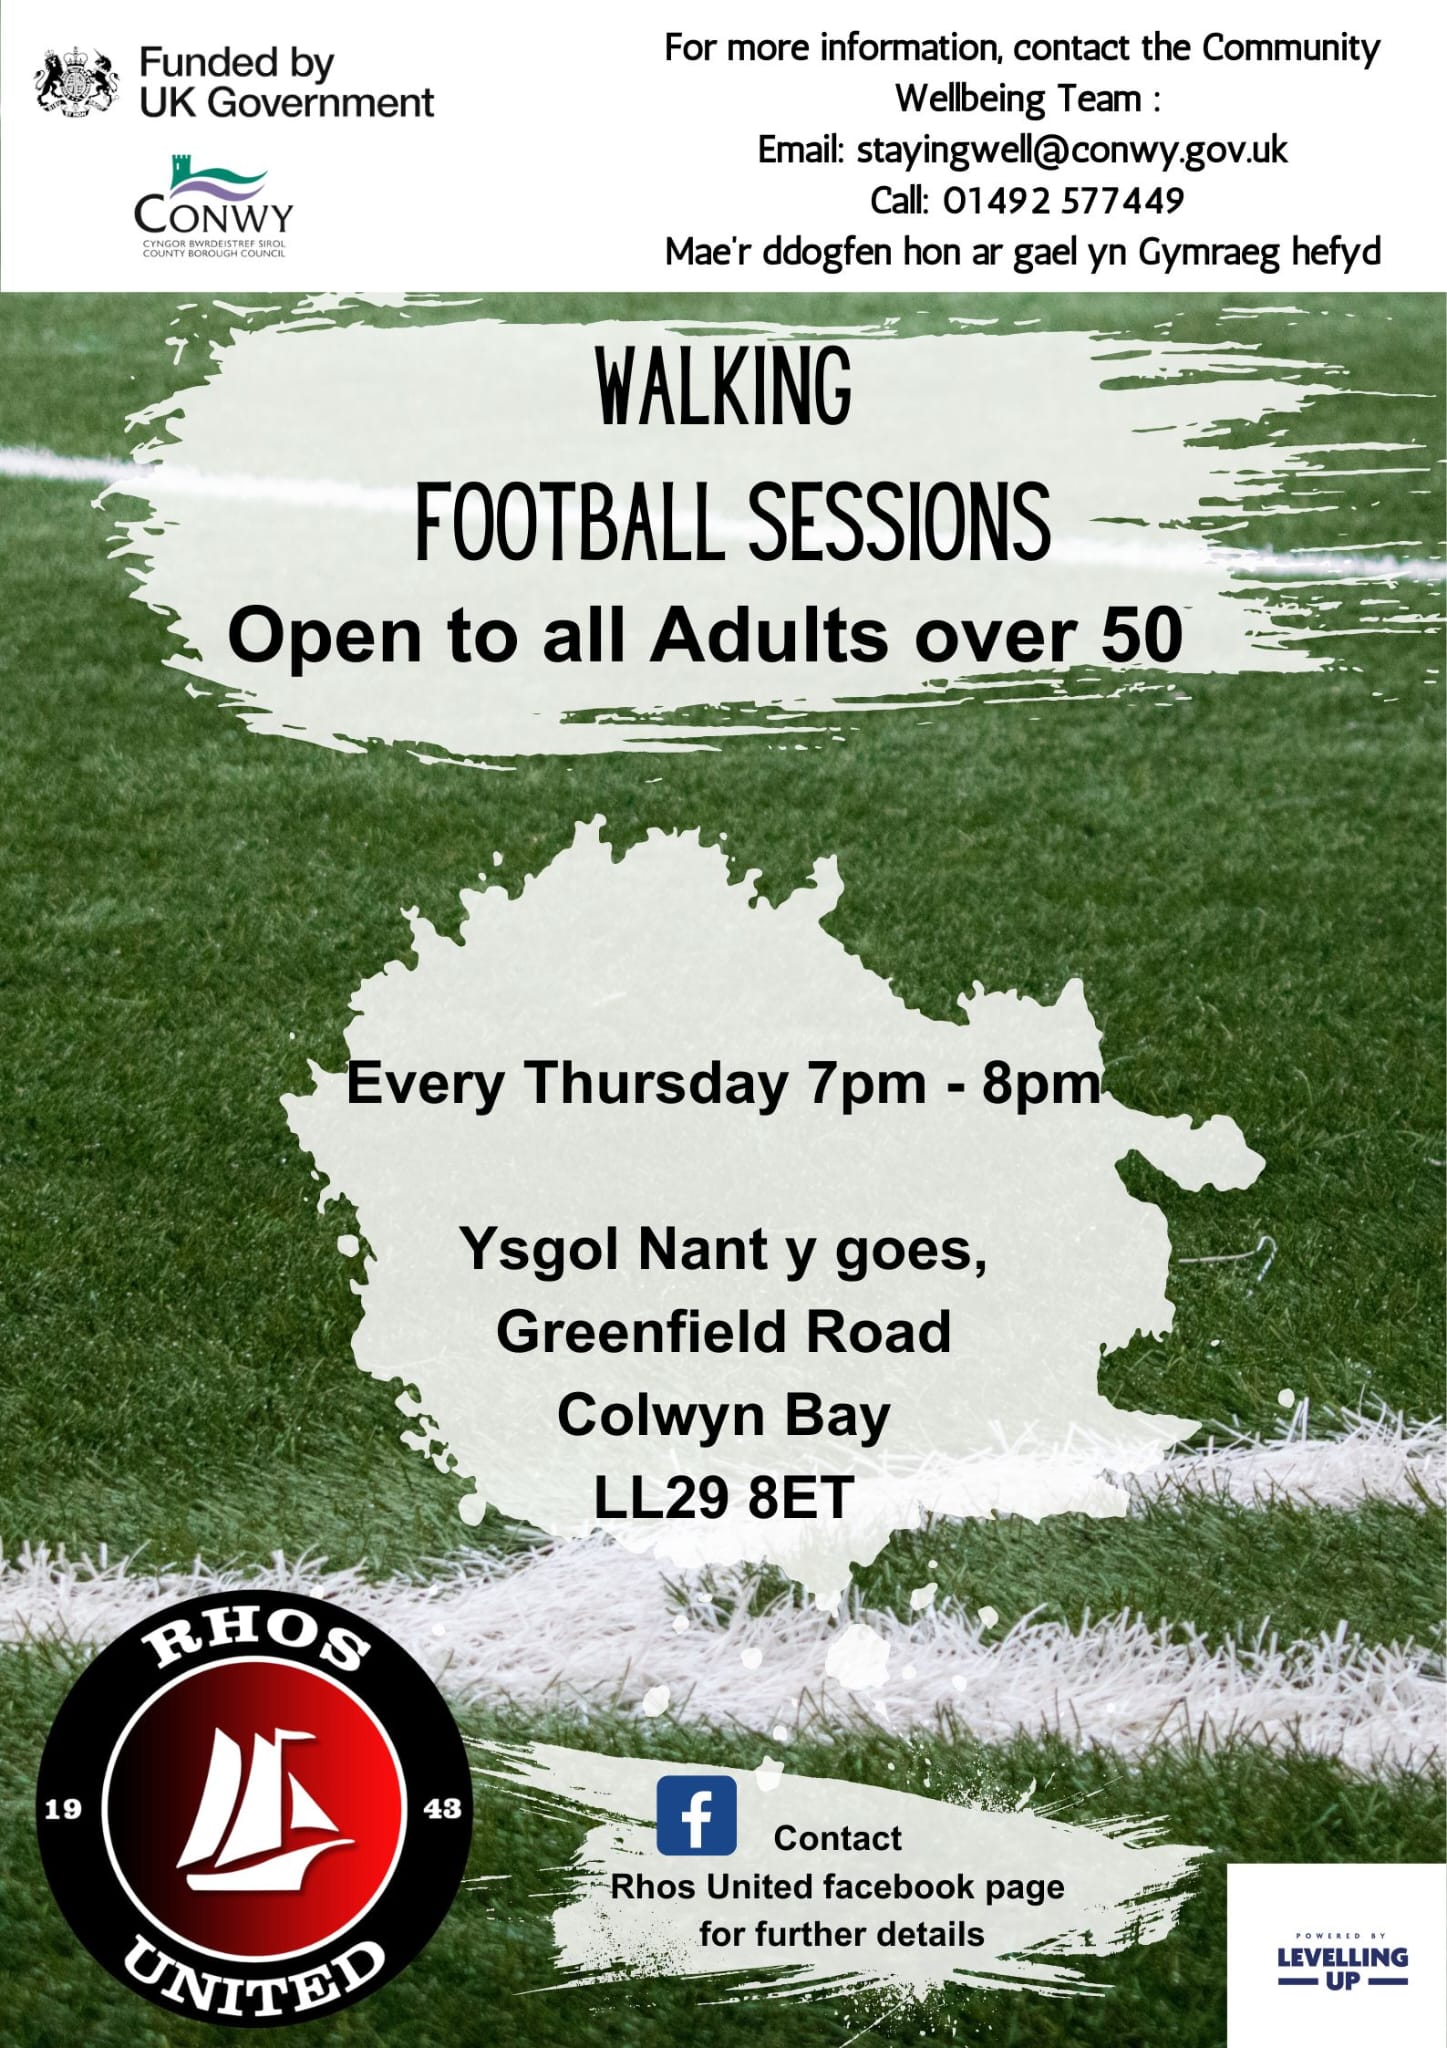 Funded by
UK Government
CONWY
CYNGOR BWRDEISTREF SIROL
COUNTY BOROUGH COUNCIL
For more information, contact the Community
Wellbeing Team :
Email: stayingwell@conwy.gov.uk
Call: 01492 577449
Mae'r ddogfen hon ar gael yn Gymraeg hefyd
WALKING
FOOTBALL SESSIONS
Open to all Adults over 50
Every Thursday 7pm - 8pm
Ysgol Nant y goes,
Greenfield Road
Colwyn Bay
LL29 8ET
RHOS
19 43
UNITED
f
Contact
Rhos United facebook page
for further details
POWERED BY
LEVELLING
UP